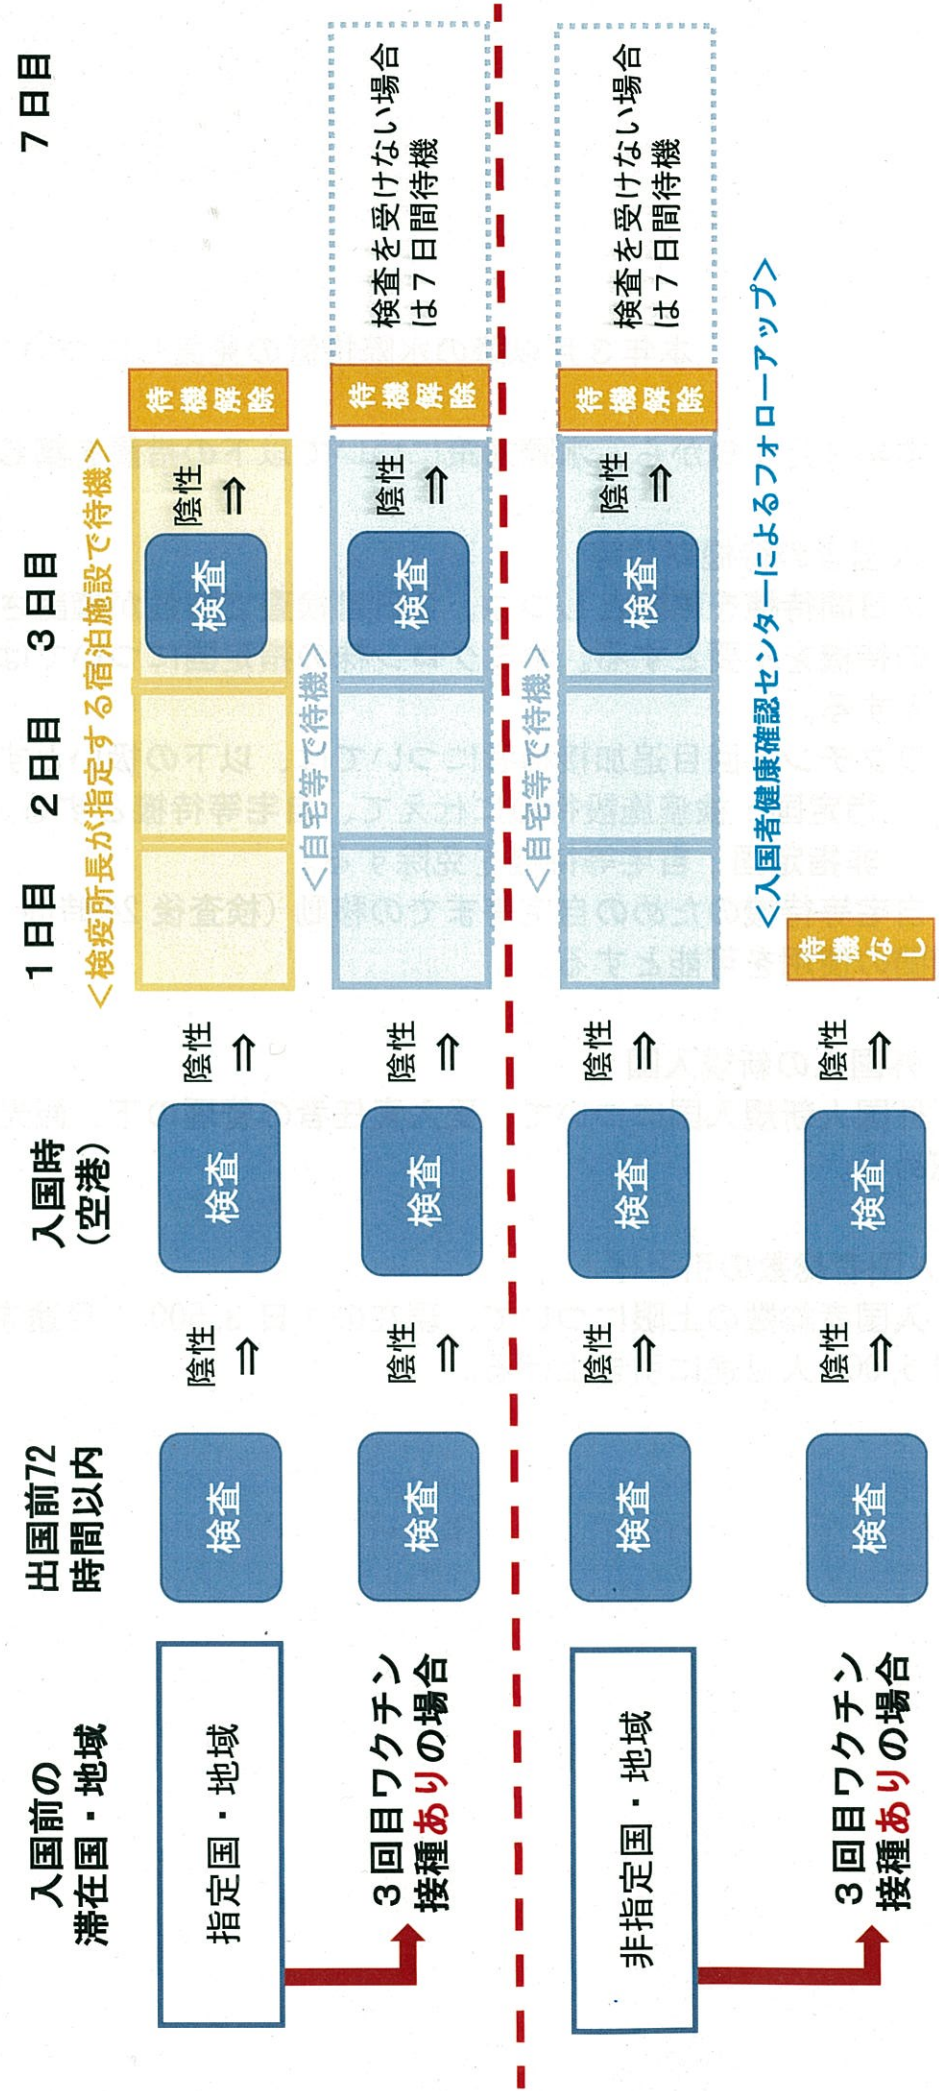 入国前の
滞在国・地域
出国前72
時間以内
入国時
(空港)
1日目
2日目
3日目
7日目
<検疫所長が指定する宿泊施設で待機>
指定国・地域
検査
陰性
⇒
検査
陰性
⇒
検査
陰性
⇒
待機
解除
<自宅等で待機>
3回目ワクチン
接種ありの場合
検査
陰性
⇒
検査
陰性
⇒
検査
陰性
⇒
待機
解除
検査を受けない場合
は7日間待機
<自宅等で待機>
非指定国・地域
検査
陰性
⇒
検査
陰性
⇒
検査
陰性
⇒
待機
解除
検査を受けない場合
は7日間待機
<入国者健康確認センターによるフォローアップ>
3回目ワクチン
接種ありの場合
検査
陰性
⇒
検査
陰性
⇒
待機
なし